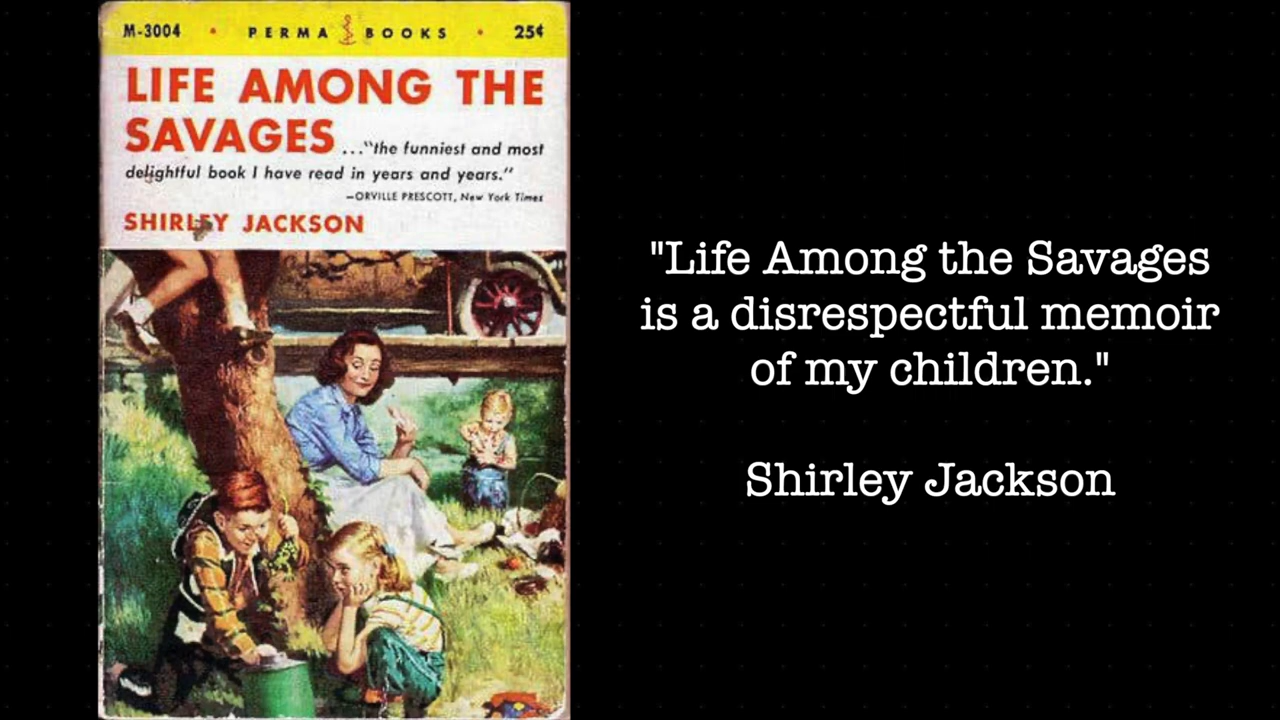 M-3004 • PERMA BOOKS • 25¢
LIFE AMONG THE
SAVAGES ..."the funniest and most
delightful book I have read in years and years."
—ORVILLE PRESCOTT, New York Times
SHIRLEY JACKSON
"Life Among the Savages
is a disrespectful memoir
of my children."
Shirley Jackson